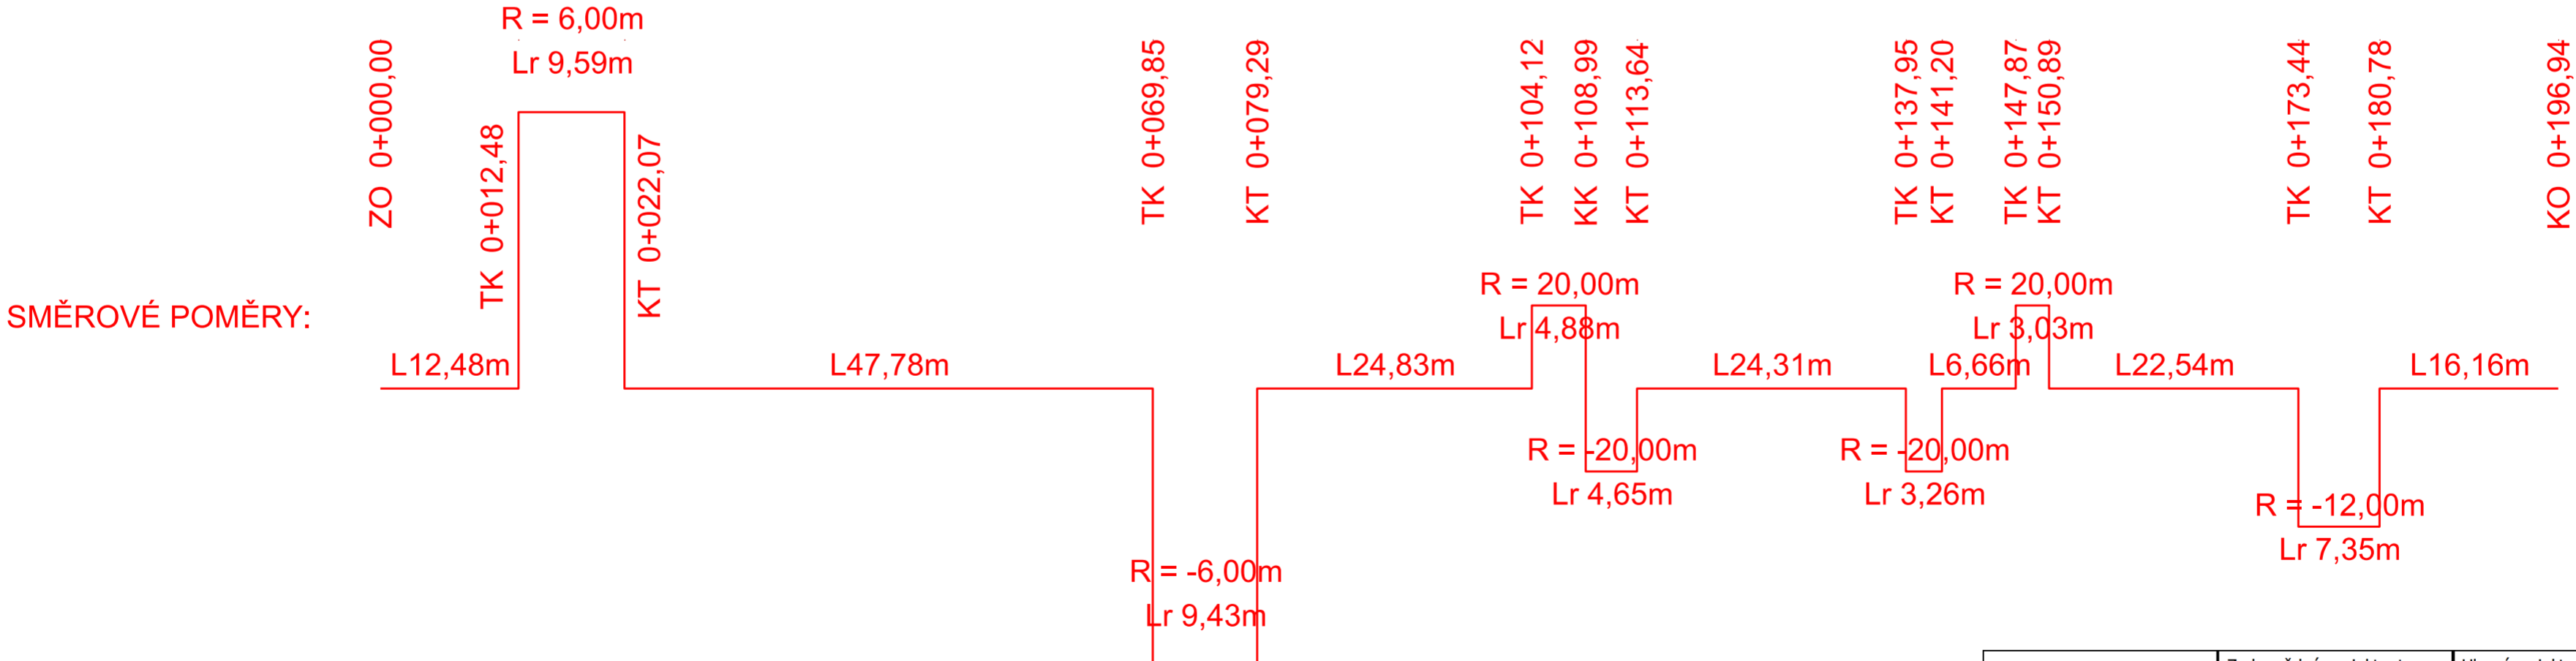 R = 6,00m
Lr 9,59m
ZO 0+000,00
TK 0+012,48
KT 0+022,07
TK 0+069,85
KT 0+079,29
TK 0+104,12
KK 0+108,99
KT 0+113,64
TK 0+137,95
KT 0+141,20
TK 0+147,87
KT 0+150,89
TK 0+173,44
KT 0+180,78
KO 0+196,94
R = 20,00m
Lr 4,88m
R = 20,00m
Lr 3,03m
SMĚROVÉ POMĚRY:
L12,48m
L47,78m
L24,83m
L24,31m
L6,66m
L22,54m
L16,16m
R = -20,00m
Lr 4,65m
R = -20,00m
Lr 3,26m
R = -12,00m
Lr 7,35m
R = -6,00m
Lr 9,43m